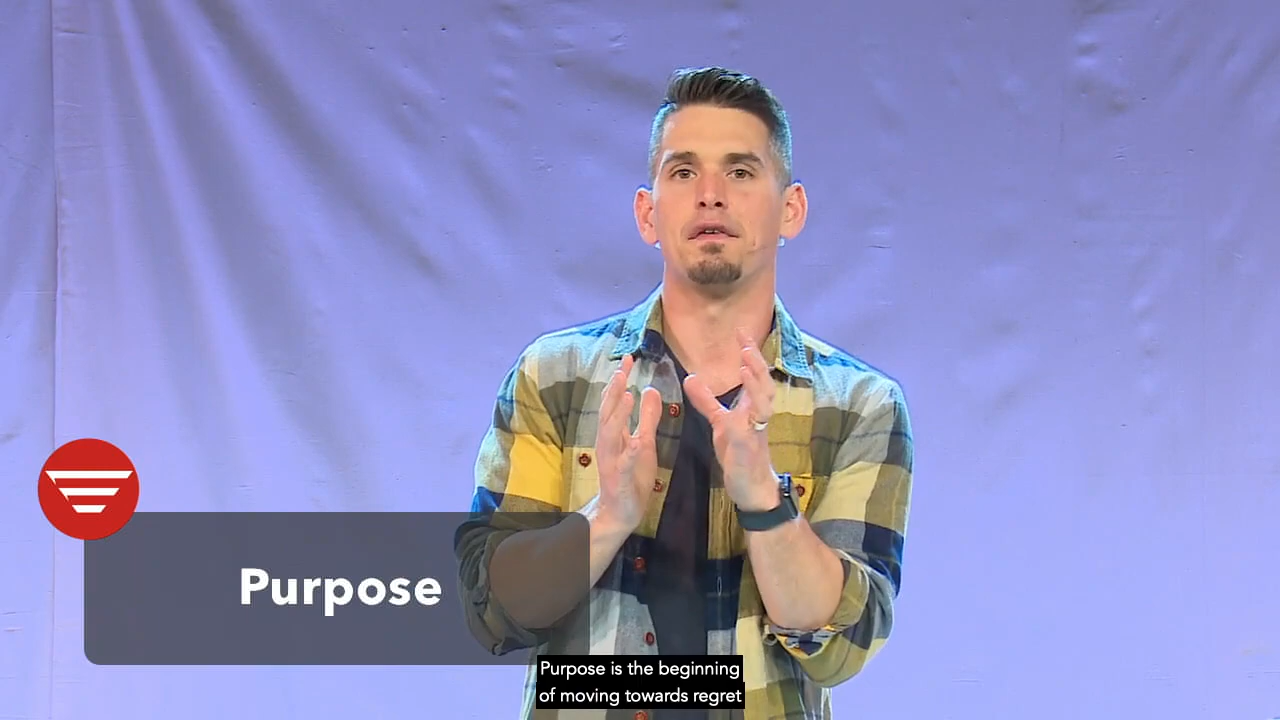 Purpose
Purpose is the beginning
of moving towards regret